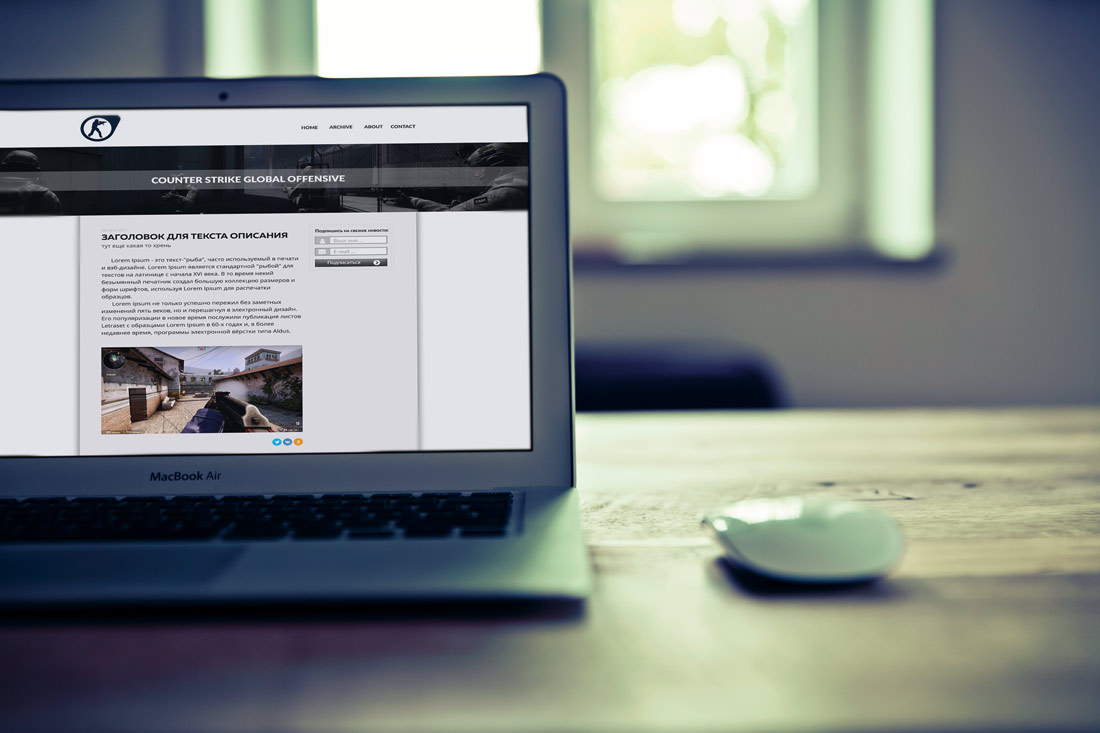 HOME ARCHIVE ABOUT CONTACT
COUNTER STRIKE GLOBAL OFFENSIVE
ЗАГОЛОВОК ДЛЯ ТЕКСТА ОПИСАНИЯ
тут еще какая то хрень
Lorem Ipsum - это текст-"рыба", часто используемый в печати
и вэб-дизайне. Lorem Ipsum является стандартной "рыбой" для
текстов на латинице с начала XVI века. В то время некий
безымянный печатник создал большую коллекцию размеров и
форм шрифтов, используя Lorem Ipsum для распечатки
образцов.
Lorem Ipsum не только успешно пережил без заметных
изменений пять веков, но и перешагнул в электронный дизайн.
Его популяризации в новое время послужили публикация листов
Letraset с образцами Lorem Ipsum в 60-х годах и, в более
недавнее время, программы электронной вёрстки типа Aldus.
Подпишись на свежие новости:
Ваше имя ...
E-mail ...
Подписаться
MacBook Air